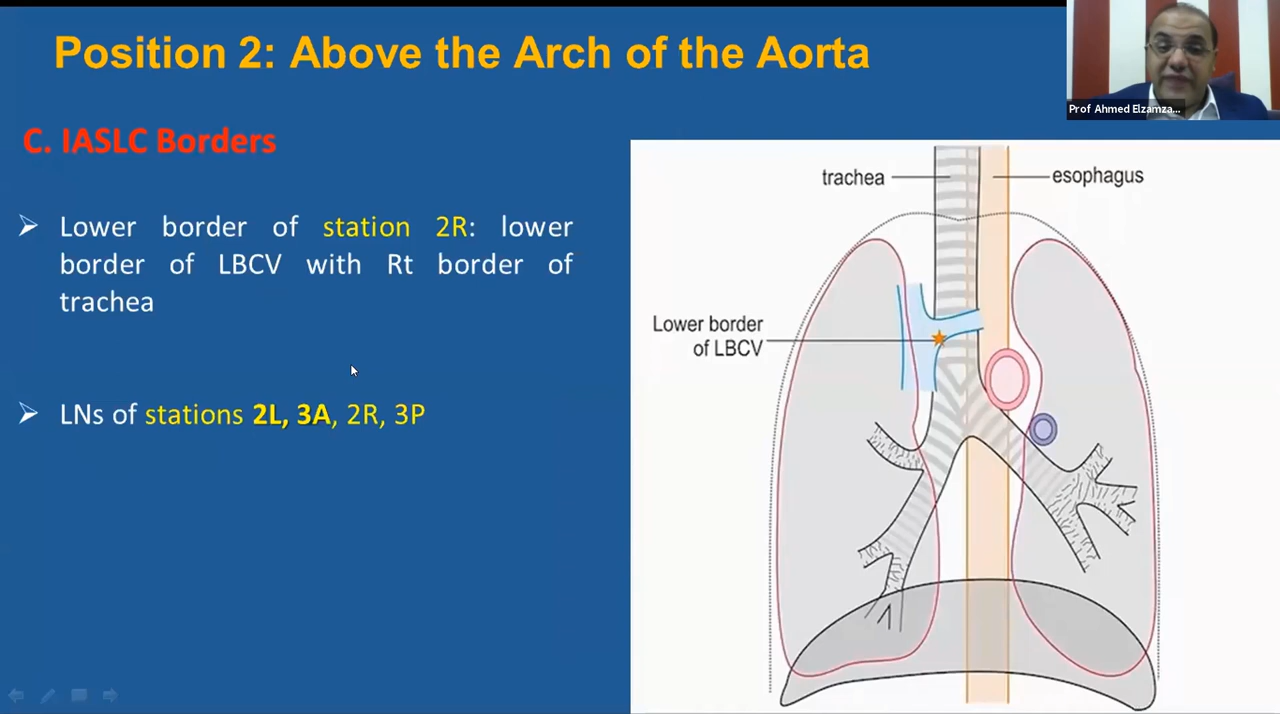 Position 2: Above the Arch of the Aorta
Prof Ahmed Elzamza...
C. IASLC Borders
➢ Lower border of station 2R: lower
border of LBCV with Rt border of
trachea
➢ LNs of stations 2L, 3A, 2R, 3P
trachea
esophagus
Lower border
of LBCV